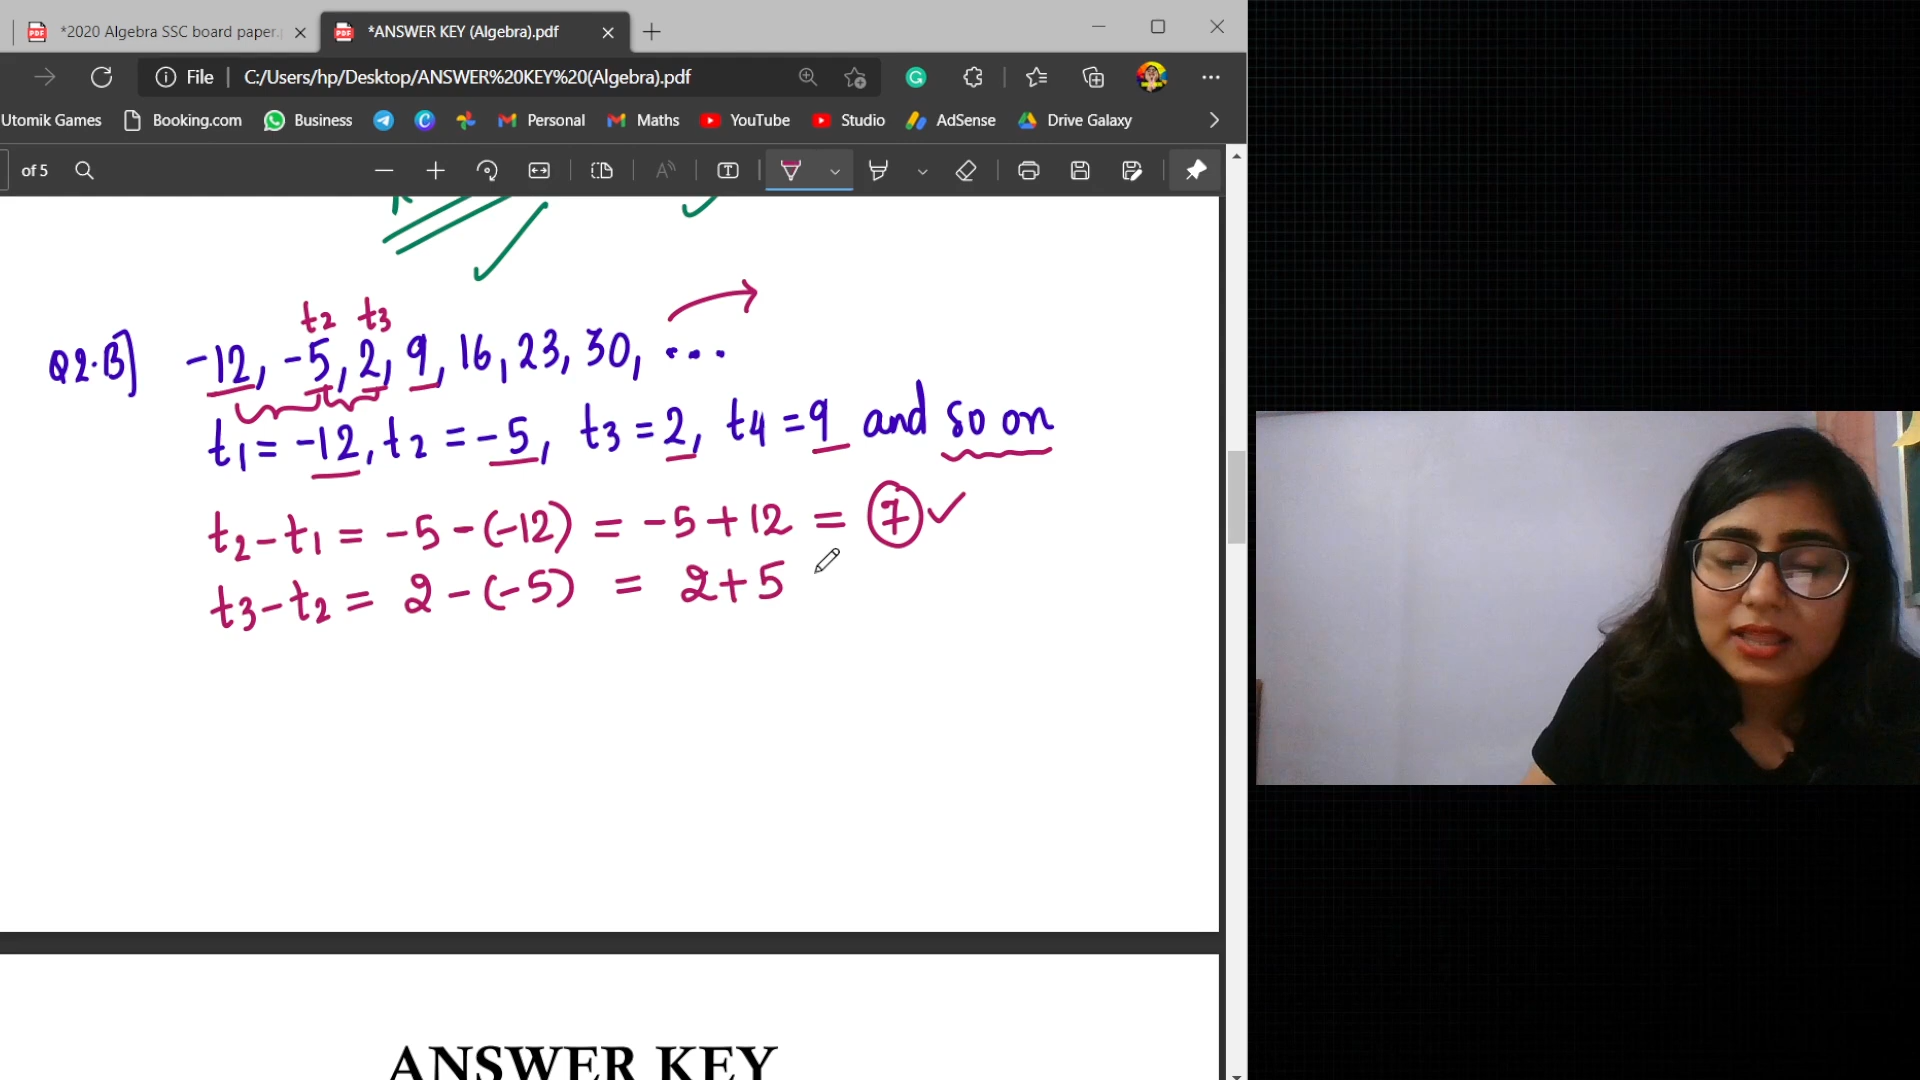 *2020 Algebra SSC board paper.
*ANSWER KEY (Algebra).pdf
File C:/Users/hp/Desktop/ANSWER%20KEY%20(Algebra).pdf
Utomik Games Booking.com Business Personal Maths YouTube Studio AdSense Drive Galaxy
of 5
t2 t3
Q2.B] -12, -5, 2, 9, 16, 23, 30, ...
t1 = -12, t2 = -5, t3 = 2, t4 = 9 and so on
t2-t1 = -5-(-12) = -5+12 = 7 ✓
t3-t2 = 2-(-5) = 2+5
ANSWER KEY